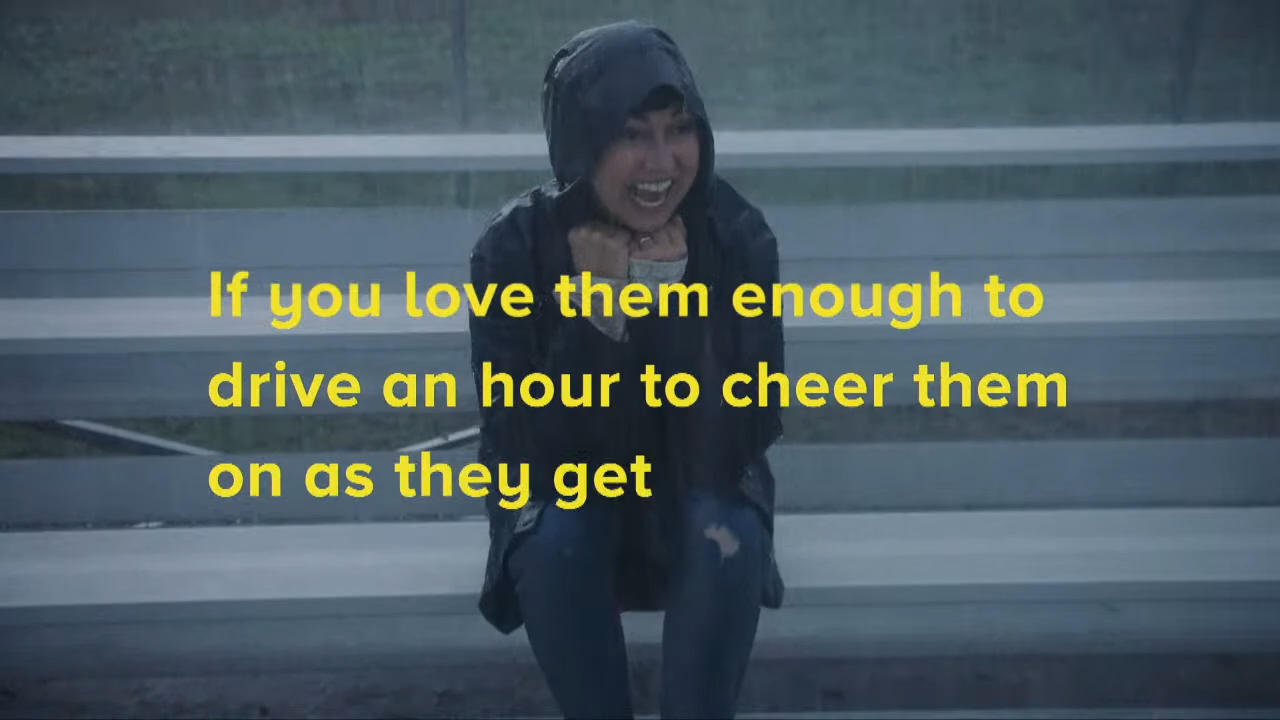 If you love them enough to
drive an hour to cheer them
on as they get